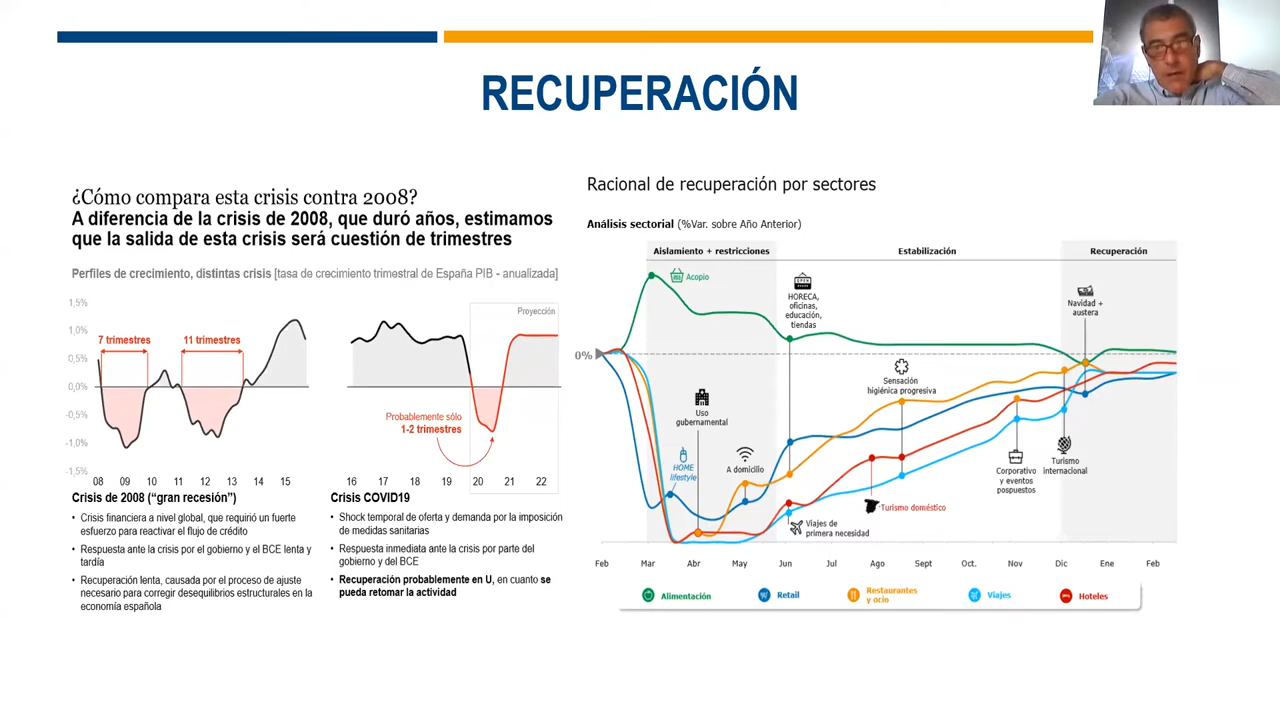 RECUPERACIÓN
¿Cómo compara esta crisis contra 2008?
A diferencia de la crisis de 2008, que duró años, estimamos
que la salida de esta crisis será cuestión de trimestres
Perfiles de crecimiento, distintas crisis [tasa de crecimiento trimestral de España PIB - anualizada]
1,5%
1,0%
0,5%
0,0%
-0,5%
-1,0%
-1,5%
7 trimestres
11 trimestres
08 09 10 11 12 13 14 15
Proyección
Probablemente sólo
1-2 trimestres
16 17 18 19 20 21 22
Crisis de 2008 (“gran recesión”)
• Crisis financiera a nivel global, que requirió un fuerte
esfuerzo para reactivar el flujo de crédito
• Respuesta ante la crisis por el gobierno y el BCE lenta y
tardía
• Recuperación lenta, causada por el proceso de ajuste
necesario para corregir desequilibrios estructurales en la
economía española
Crisis COVID19
• Shock temporal de oferta y demanda por la imposición
de medidas sanitarias
• Respuesta inmediata ante la crisis por parte del
gobierno y del BCE
• Recuperación probablemente en U, en cuanto se
pueda retomar la actividad
Racional de recuperación por sectores
Análisis sectorial (%Var. sobre Año Anterior)
Aislamiento + restricciones
Estabilización
Recuperación
Acopio
OPEN
HORECA,
oficinas,
educación,
tiendas
Navidad +
austera
0%
Sensación
higiénica progresiva
Uso
gubernamental
HOME
lifestyle
A domicilio
Corporativo
y eventos
pospuestos
Turismo
internacional
Turismo doméstico
Viajes de
primera necesidad
Feb Mar Abr May Jun Jul Ago Sept Oct. Nov Dic Ene Feb
Alimentación
Retail
Restaurantes
y ocio
Viajes
Hoteles